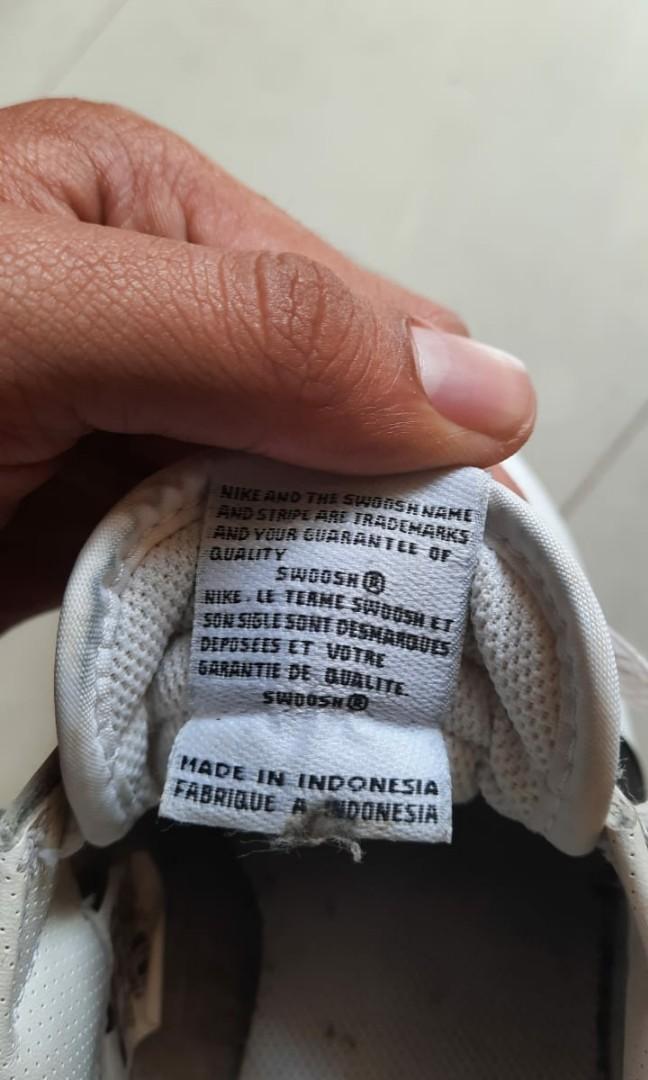 NIKE AND THE SWOOSH NAME
AND STRIPE ARE TRADEMARKS
AND YOUR GUARANTEE OF
QUALITY
SWOOSH®
NIKE . LE TERME SWOOSH ET
SON SIGLE SONT DESMARQUES
DEPOSEES ET VOTRE
GARANTIE DE QUALITE.
SWOOSH®
MADE IN INDONESIA
FABRIQUE A INDONESIA